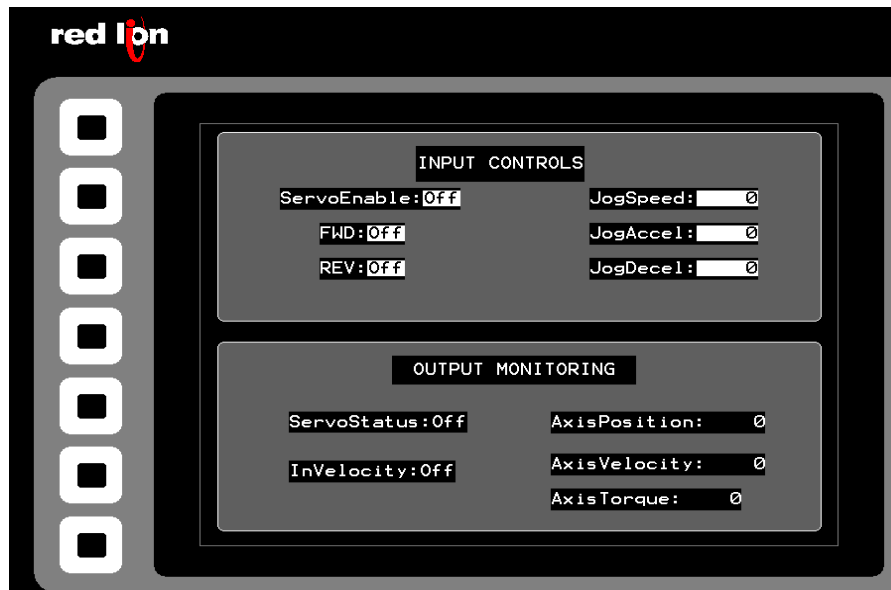 red lion
INPUT CONTROLS
ServoEnable:Off
FWD:Off
REV:Off
JogSpeed: 0
JogAccel: 0
JogDecel: 0
OUTPUT MONITORING
ServoStatus:Off
InVelocity:Off
AxisPosition: 0
AxisVelocity: 0
AxisTorque: 0